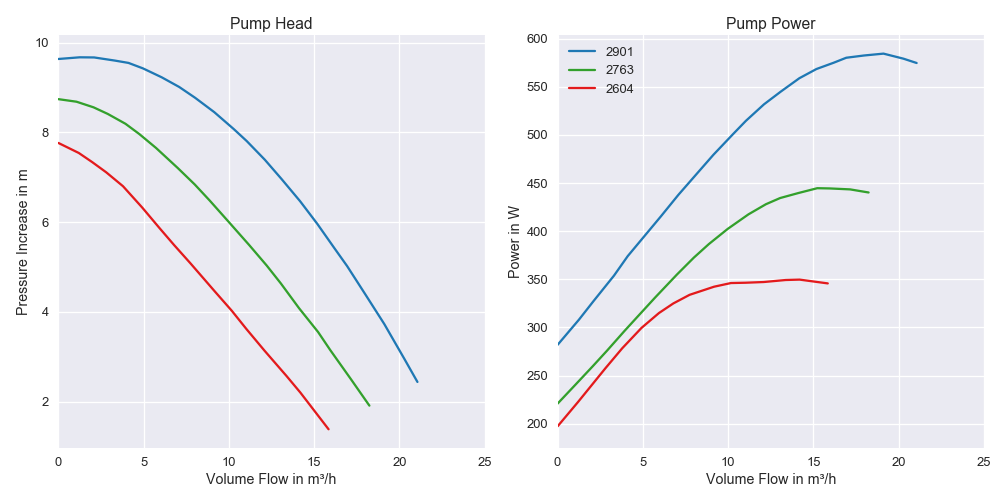 Pump Head
Pressure Increase in m
10
8
6
4
2
0 5 10 15 20 25
Volume Flow in m³/h
Pump Power
Power in W
600
550
500
450
400
350
300
250
200
2901
2763
2604
0 5 10 15 20 25
Volume Flow in m³/h